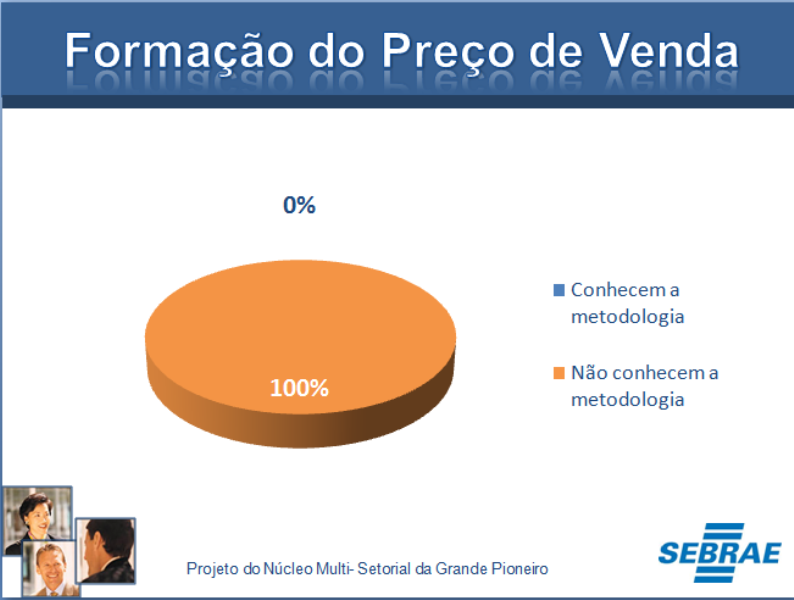 Formação do Preço de Venda
0%
100%
Conhecem a
metodologia
Não conhecem a
metodologia
Projeto do Núcleo Multi- Setorial da Grande Pioneiro
SEBRAE